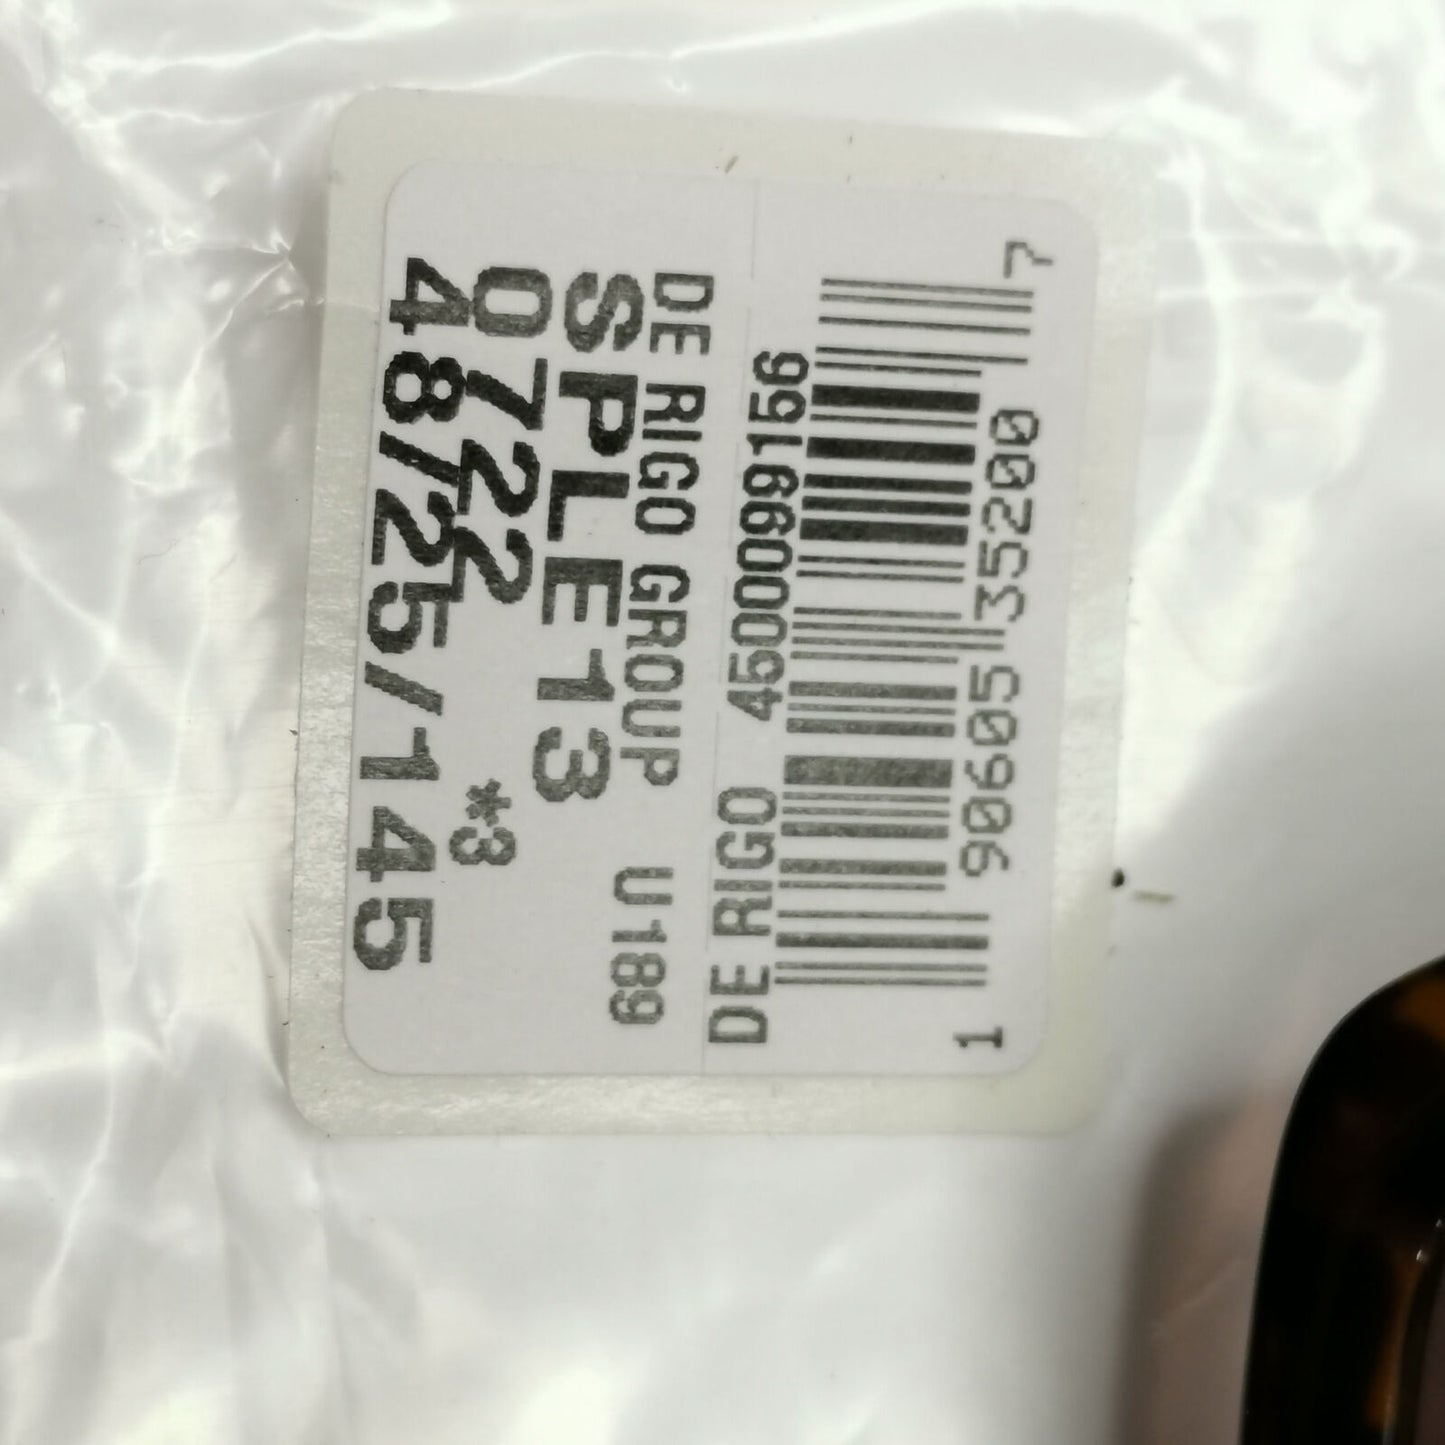 DE RIGO GROUP U189
SPLE13
0722 *3
48/25/145
DE RIGO 4500099156
1 90605 35200 7